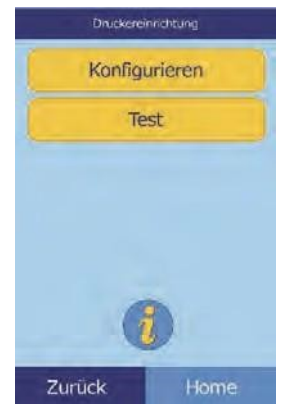 Druckereinrichtung
Konfigurieren
Test
i
Zurück Home